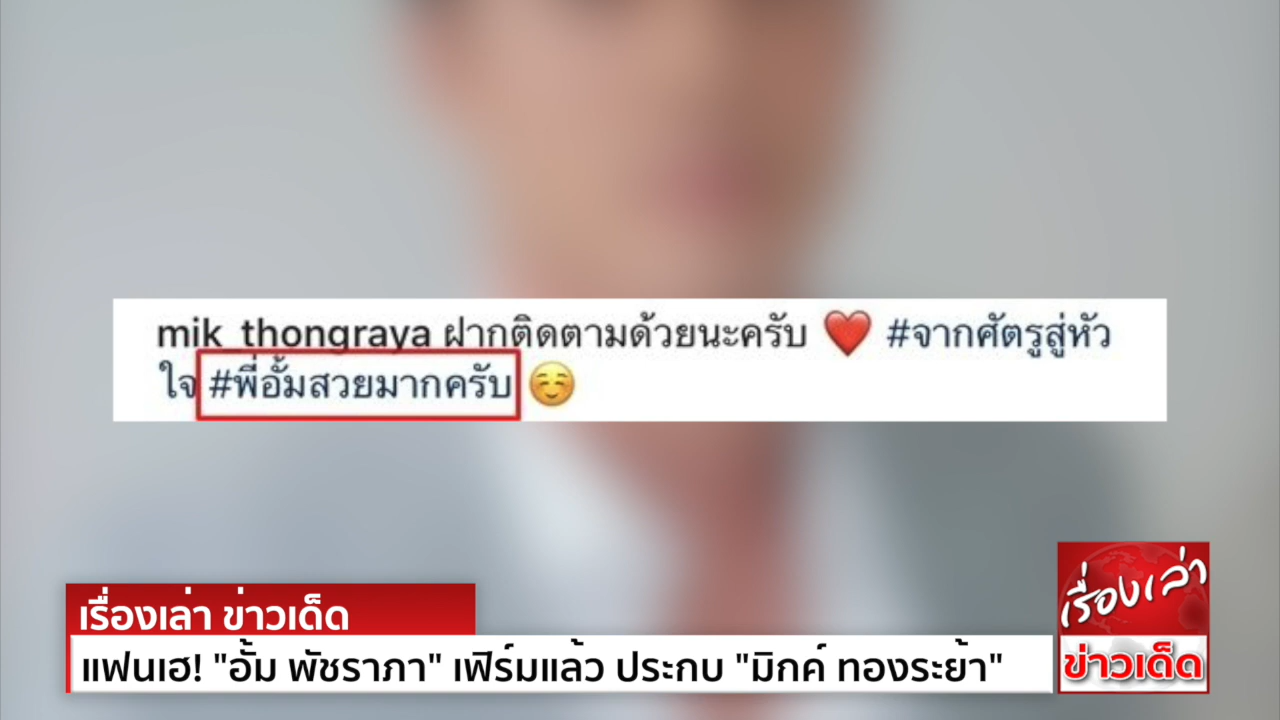 mik_thongraya ฝากติดตามด้วยนะครับ ❤️ #จากศัตรูสู่หัว
ใจ #พี่อั้มสวยมากครับ ☺️
เรื่องเล่า ข่าวเด็ด
แฟนเฮ! "อั้ม พัชราภา" เฟิร์มแล้ว ประกบ "มิกค์ ทองระย้า"
เรื่องเล่า
ข่าวเด็ด